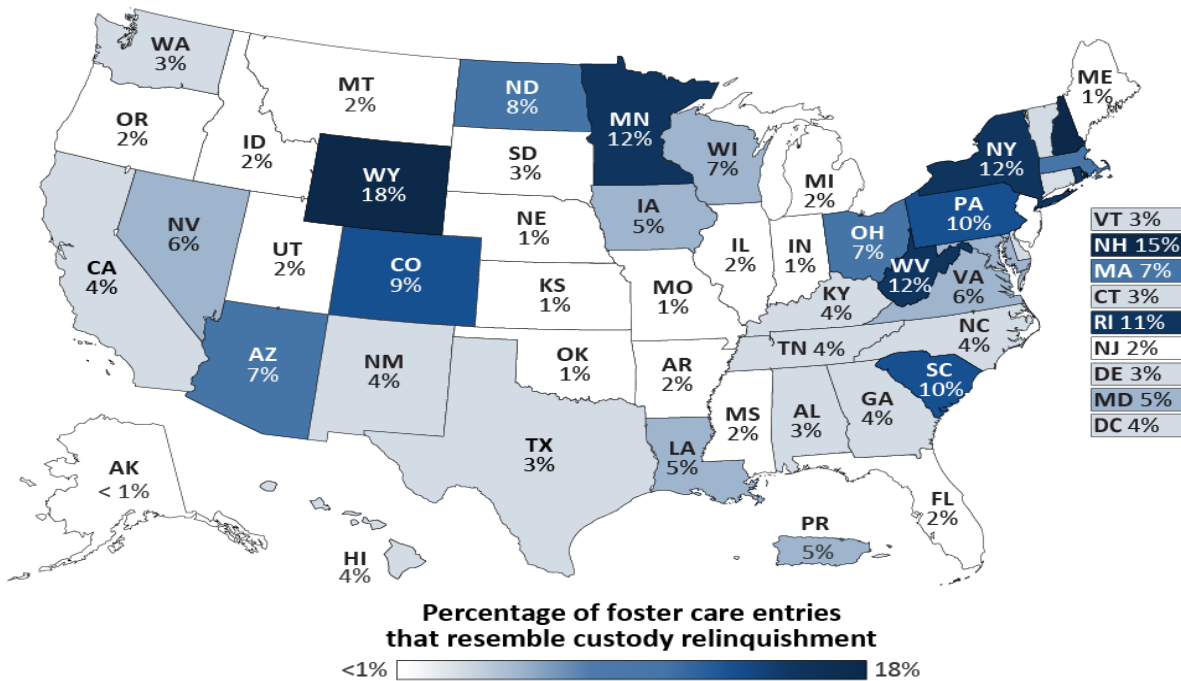 WA
3%
OR
2%
ID
2%
MT
2%
ND
8%
MN
12%
WI
7%
MI
2%
NY
12%
ME
1%
SD
3%
WY
18%
NE
1%
IA
5%
IL
2%
IN
1%
OH
7%
PA
10%
WV
12%
VA
6%
NV
6%
UT
2%
CO
9%
KS
1%
MO
1%
KY
4%
CA
4%
AZ
7%
NM
4%
OK
1%
AR
2%
TN 4%
NC
4%
SC
10%
TX
3%
LA
5%
MS
2%
AL
3%
GA
4%
FL
2%
AK
< 1%
HI
4%
PR
5%
VT 3%
NH 15%
MA 7%
CT 3%
RI 11%
NJ 2%
DE 3%
MD 5%
DC 4%
Percentage of foster care entries
that resemble custody relinquishment
<1% 18%